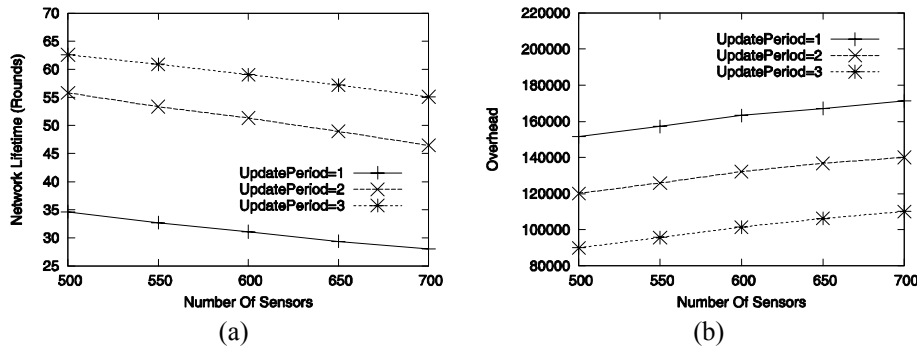 70
65
60
55
50
45
40
35
30
25
Network Lifetime (Rounds)
UpdatePeriod=1
UpdatePeriod=2
UpdatePeriod=3
500 550 600 650 700
Number Of Sensors
(a)
220000
200000
180000
160000
140000
120000
100000
80000
Overhead
UpdatePeriod=1
UpdatePeriod=2
UpdatePeriod=3
500 550 600 650 700
Number Of Sensors
(b)